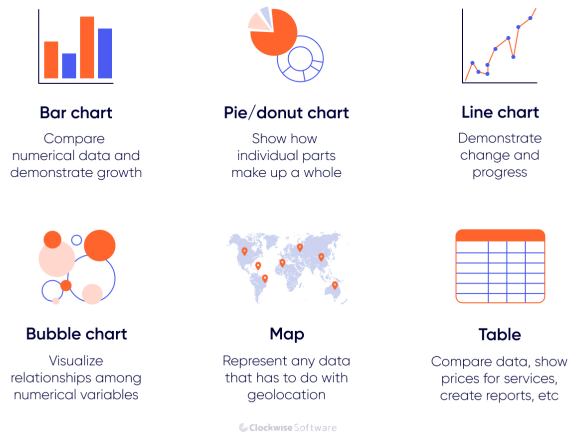 Bar chart
Compare
numerical data and
demonstrate growth
Pie/donut chart
Show how
individual parts
make up a whole
Line chart
Demonstrate
change and
progress
Bubble chart
Visualize
relationships among
numerical variables
Map
Represent any data
that has to do with
geolocation
Table
Compare data, show
prices for services,
create reports, etc
Clockwise Software